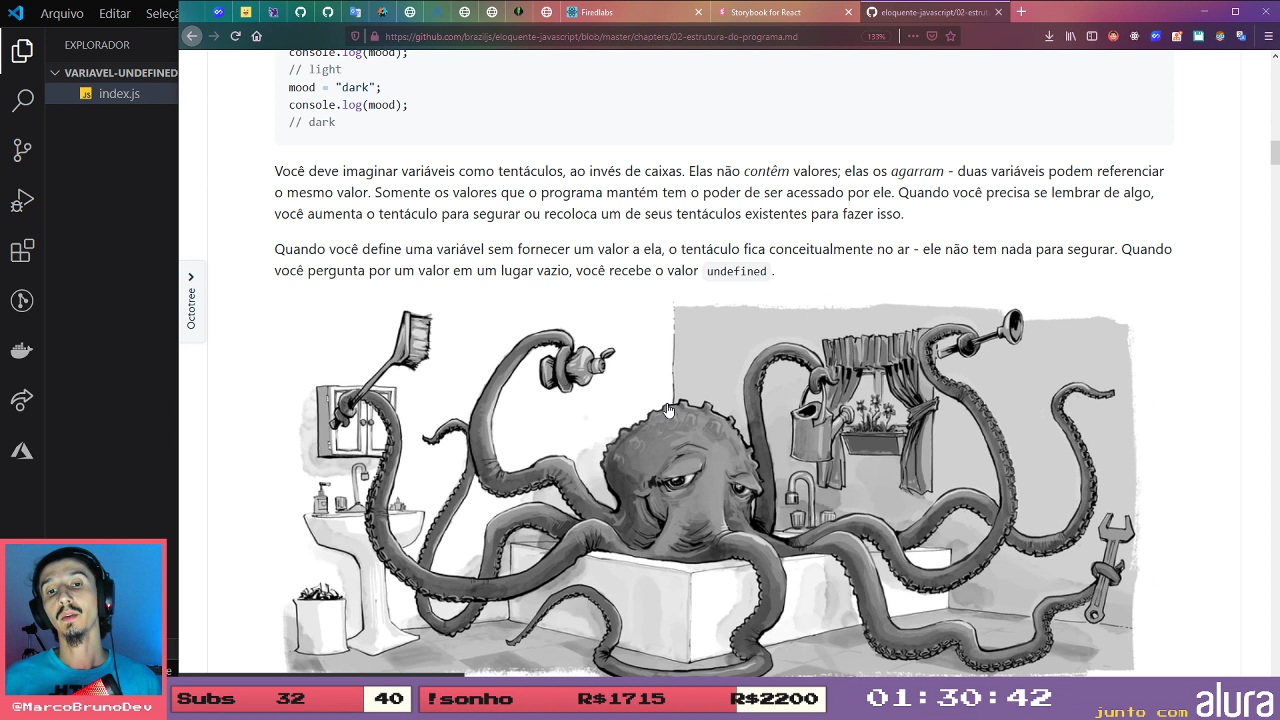 Arquivo
Editar
Seleç
Firedlabs
Storybook for React
eloquente-javascript/02-estrut
https://github.com/braziljs/eloquente-javascript/blob/master/chapters/02-estrutura-do-programa.md
133%
EXPLORADOR
VARIAVEL-UNDEFINED
JS index.js
console.log(mood);
// light
mood = "dark";
console.log(mood);
// dark
Você deve imaginar variáveis como tentáculos, ao invés de caixas. Elas não contêm valores; elas os agarram - duas variáveis podem referenciar
o mesmo valor. Somente os valores que o programa mantém tem o poder de ser acessado por ele. Quando você precisa se lembrar de algo,
você aumenta o tentáculo para segurar ou recoloca um de seus tentáculos existentes para fazer isso.
Quando você define uma variável sem fornecer um valor a ela, o tentáculo fica conceitualmente no ar - ele não tem nada para segurar. Quando
você pergunta por um valor em um lugar vazio, você recebe o valor undefined.
Octotree
@MarcoBrunoDev
Subs 32 40
!sonho R$1715 R$2200
01:30:42
junto com alura